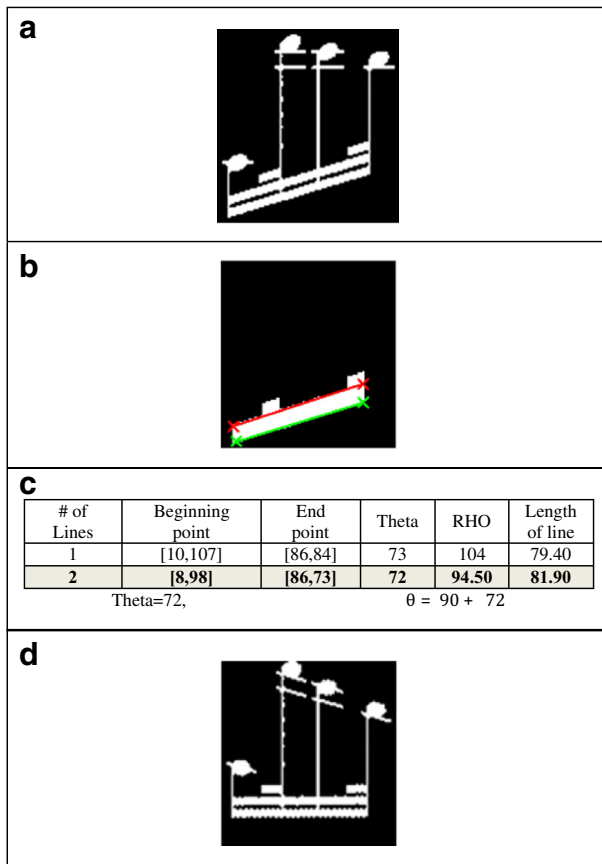 a
b
c
# of Lines Beginning point End point Theta RHO Length of line
1 [10,107] [86,84] 73 104 79.40
2 [8,98] [86,73] 72 94.50 81.90
Theta=72, θ = 90 + 72
d